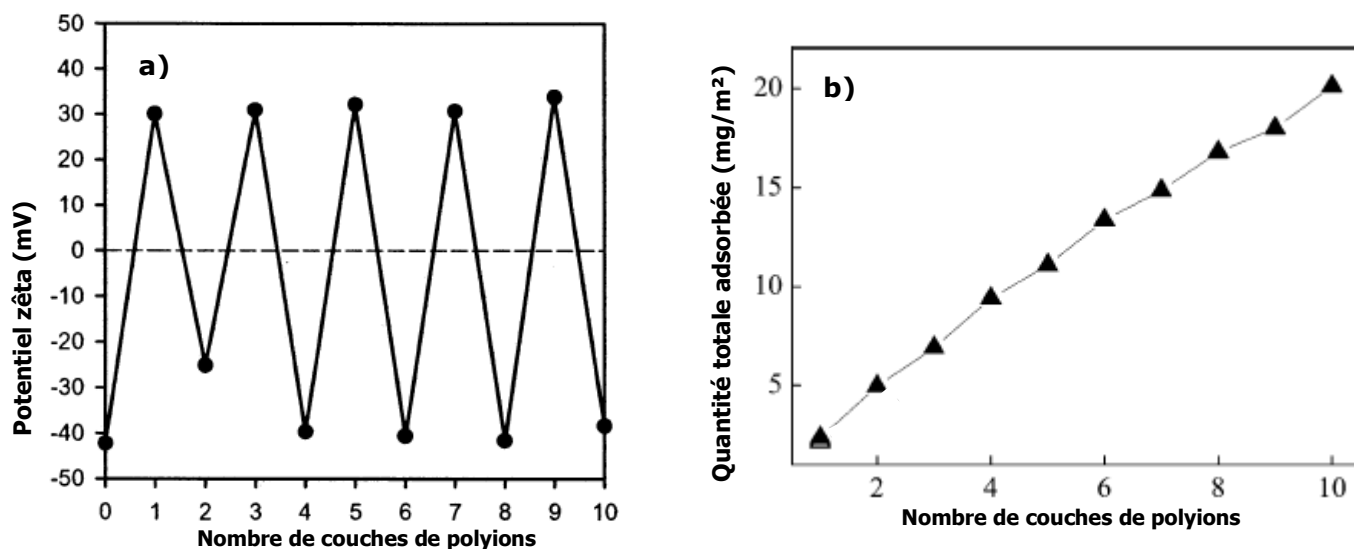 a)
Potentiel zêta (mV)
50
40
30
20
10
0
-10
-20
-30
-40
-50
0 1 2 3 4 5 6 7 8 9 10
Nombre de couches de polyions
b)
Quantité totale adsorbée (mg/m²)
20
15
10
5
2 4 6 8 10
Nombre de couches de polyions